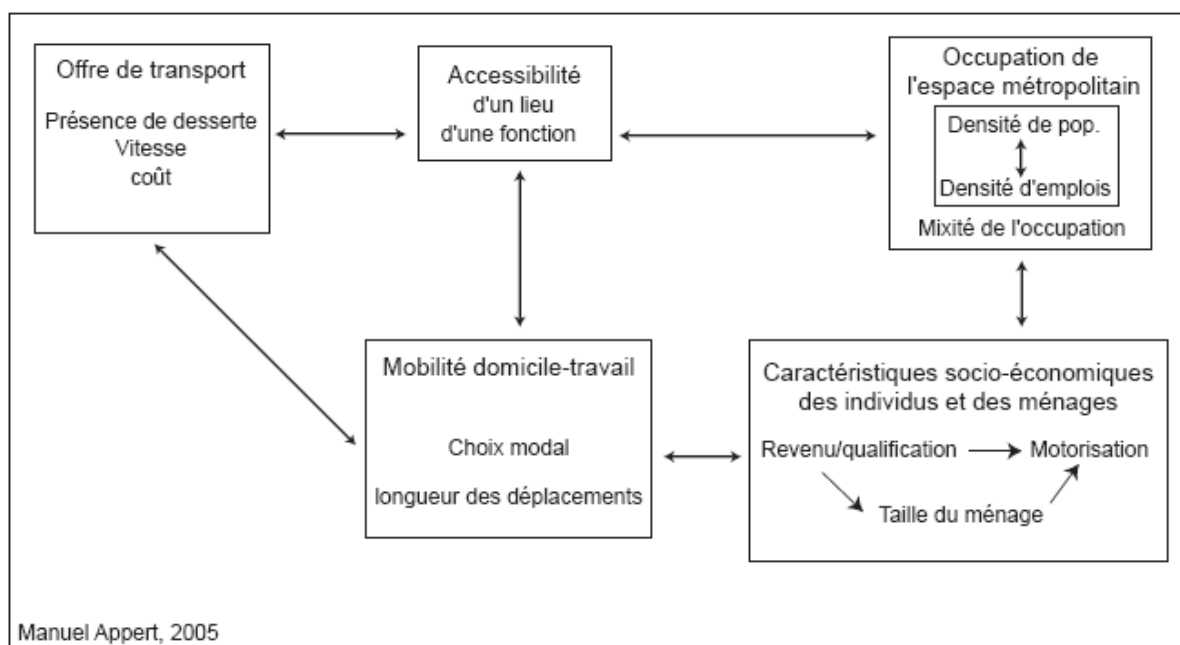 Offre de transport
Présence de desserte
Vitesse
coût
Accessibilité
d'un lieu
d'une fonction
Occupation de
l'espace métropolitain
Densité de pop.
Densité d'emplois
Mixité de l'occupation
Mobilité domicile-travail
Choix modal
longueur des déplacements
Caractéristiques socio-économiques
des individus et des ménages
Revenu/qualification
Motorisation
Taille du ménage
Manuel Appert, 2005